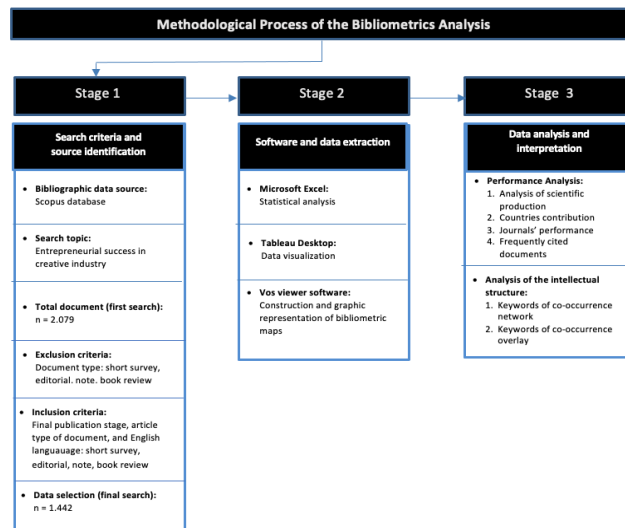 Methodological Process of the Bibliometrics Analysis
Stage 1
Search criteria and
source identification
• Bibliographic data source:
Scopus database
• Search topic:
Entrepreneurial success in
creative industry
• Total document (first search):
n = 2.079
• Exclusion criteria:
Document type: short survey,
editorial. note. book review
• Inclusion criteria:
Final publication stage, article
type of document, and English
languauage: short survey,
editorial, note, book review
• Data selection (final search):
n = 1.442
Stage 2
Software and data extraction
• Microsoft Excel:
Statistical analysis
• Tableau Desktop:
Data visualization
• Vos viewer software:
Construction and graphic
representation of bibliometric
maps
Stage 3
Data analysis and
interpretation
• Performance Analysis:
1. Analysis of scientific
production
2. Countries contribution
3. Journals' performance
4. Frequently cited
documents
• Analysis of the intellectual
structure:
1. Keywords of co-occurrence
network
2. Keywords of co-occurrence
overlay